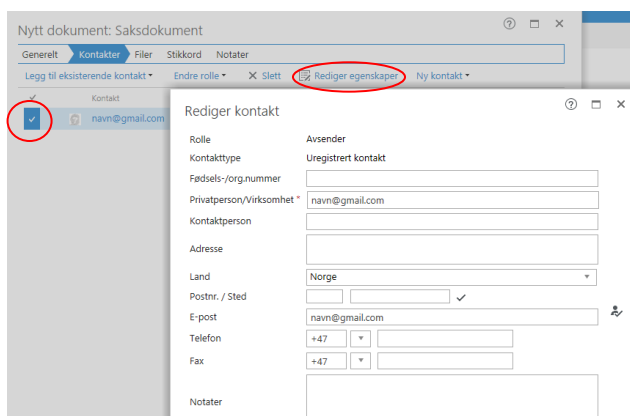 Nytt dokument: Saksdokument
Generelt Kontakter Filer Stikkord Notater
Legg til eksisterende kontakt Endre rolle Slett Rediger egenskaper Ny kontakt
Kontakt
navn@gmail.com
Rediger kontakt
Rolle Avsender
Kontakttype Uregistrert kontakt
Fødsels-/org.nummer
Privatperson/Virksomhet * navn@gmail.com
Kontaktperson
Adresse
Land Norge
Postnr. / Sted
E-post navn@gmail.com
Telefon +47
Fax +47
Notater